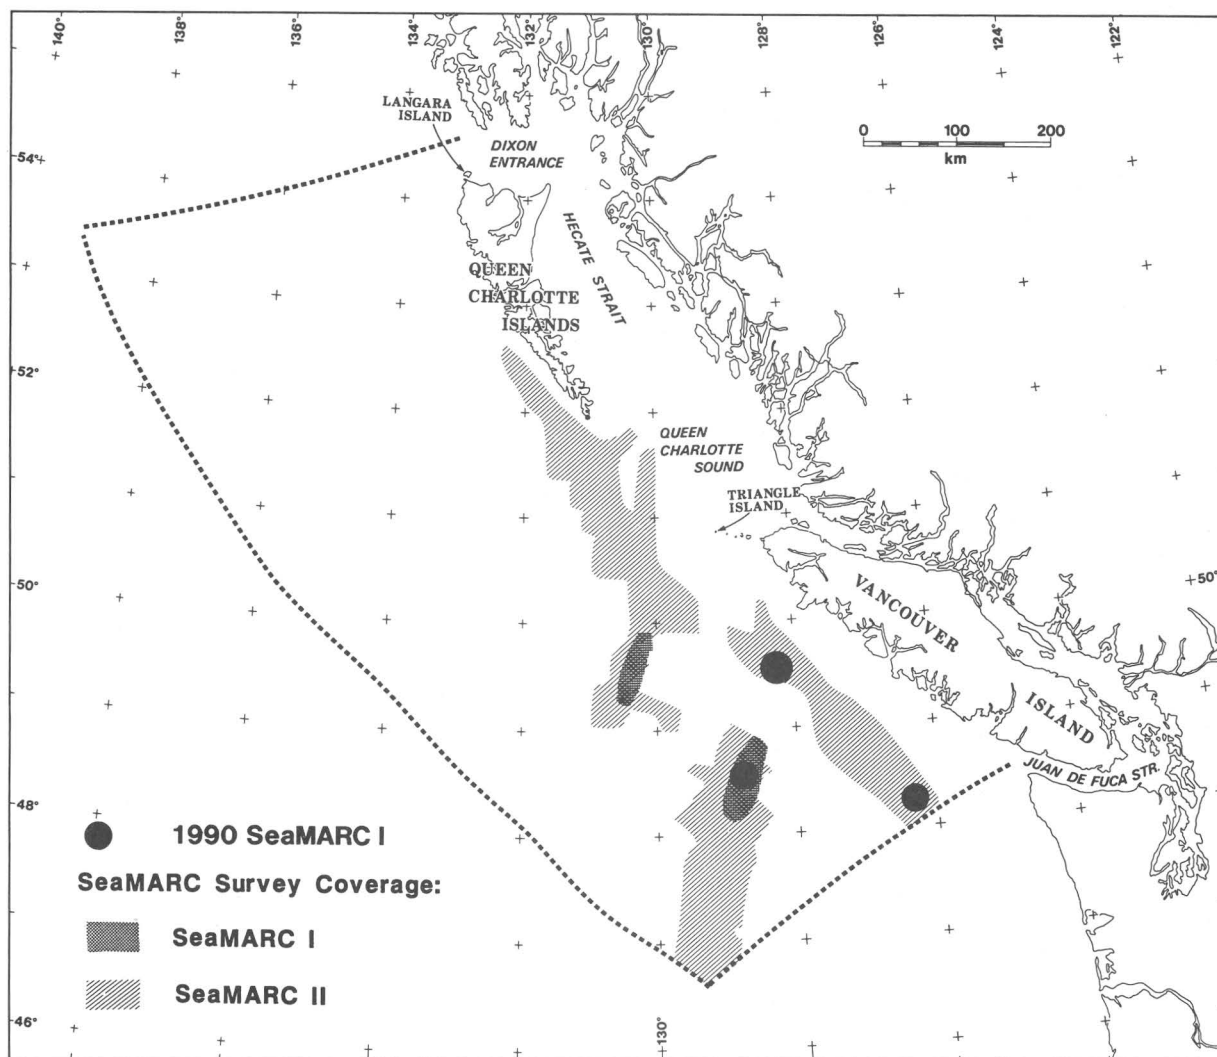 140°
138°
136°
134°
132°
130°
128°
126°
124°
122°
LANGARA
ISLAND
DIXON
ENTRANCE
0 100 200
km
54°
HECATE STRAIT
QUEEN
CHARLOTTE
ISLANDS
52°
QUEEN
CHARLOTTE
SOUND
TRIANGLE
ISLAND
50°
50°
VANCOUVER
ISLAND
JUAN DE FUCA STR.
48°
1990 SeaMARC I
SeaMARC Survey Coverage:
SeaMARC I
SeaMARC II
46°
130°